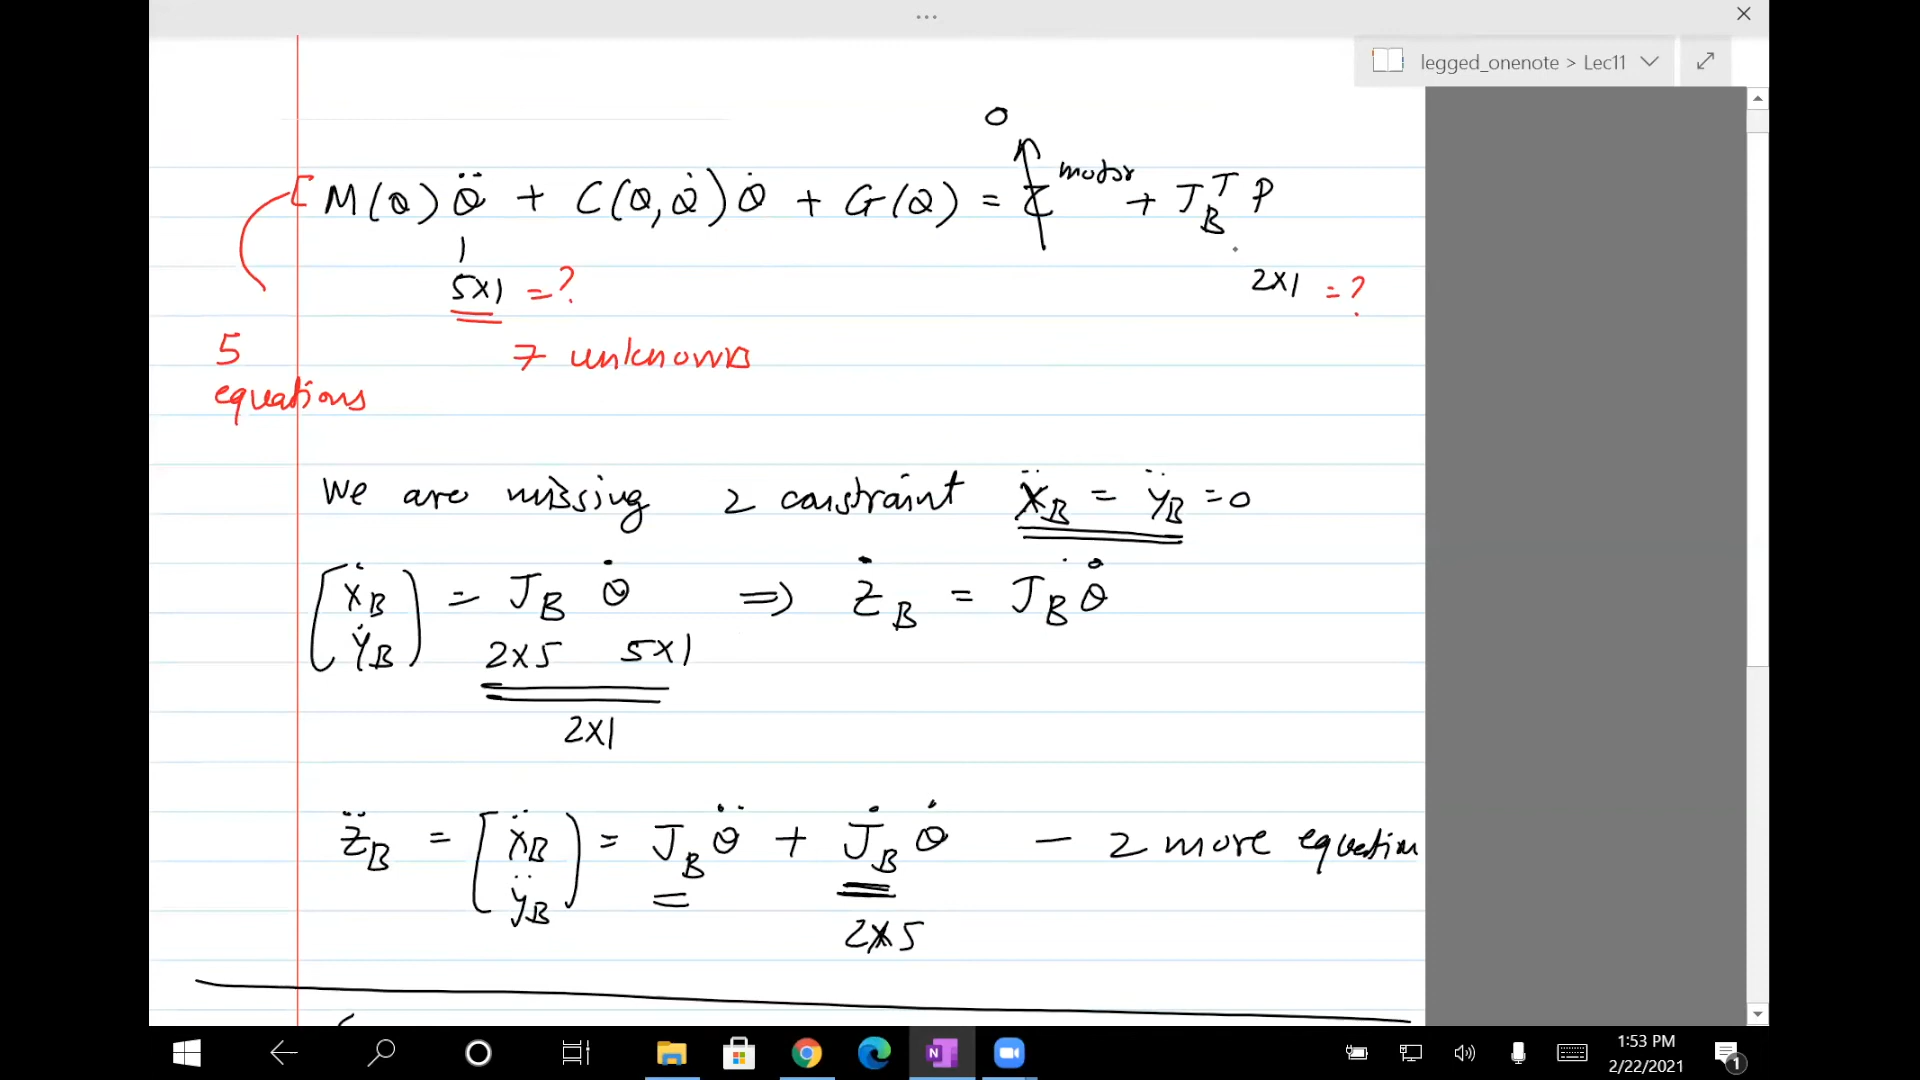 ...
legged_onenote > Lec11
0
[ M(θ) θ̈ + C(θ, θ̇) θ̇ + G(θ) = τ motor + J_B^T P
5x1 = ?
2x1 = ?
5 equations
7 unknowns
We are missing 2 constraint ẍ_B = ÿ_B = 0
[ẋ_B ẏ_B] = J_B θ̇ ⇒ ż_B = J_B θ̇
2x5 5x1
2x1
z̈_B = [ẍ_B ÿ_B] = J_B θ̈ + J̇_B θ̇ - 2 more equation
2x5
1:53 PM
2/22/2021
1